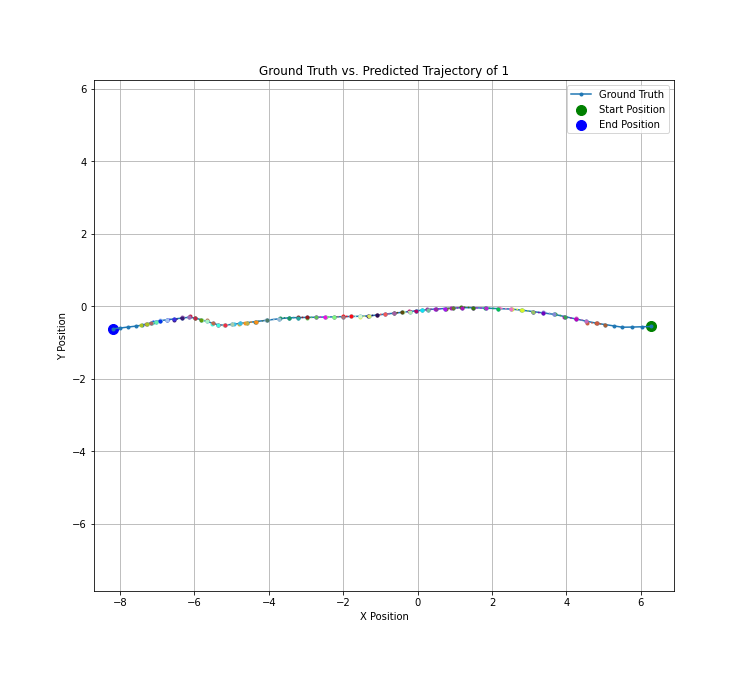 Ground Truth vs. Predicted Trajectory of 1
Ground Truth
Start Position
End Position
6
4
2
0
−2
−4
−6
Y Position
−8
−6
−4
−2
0
2
4
6
X Position